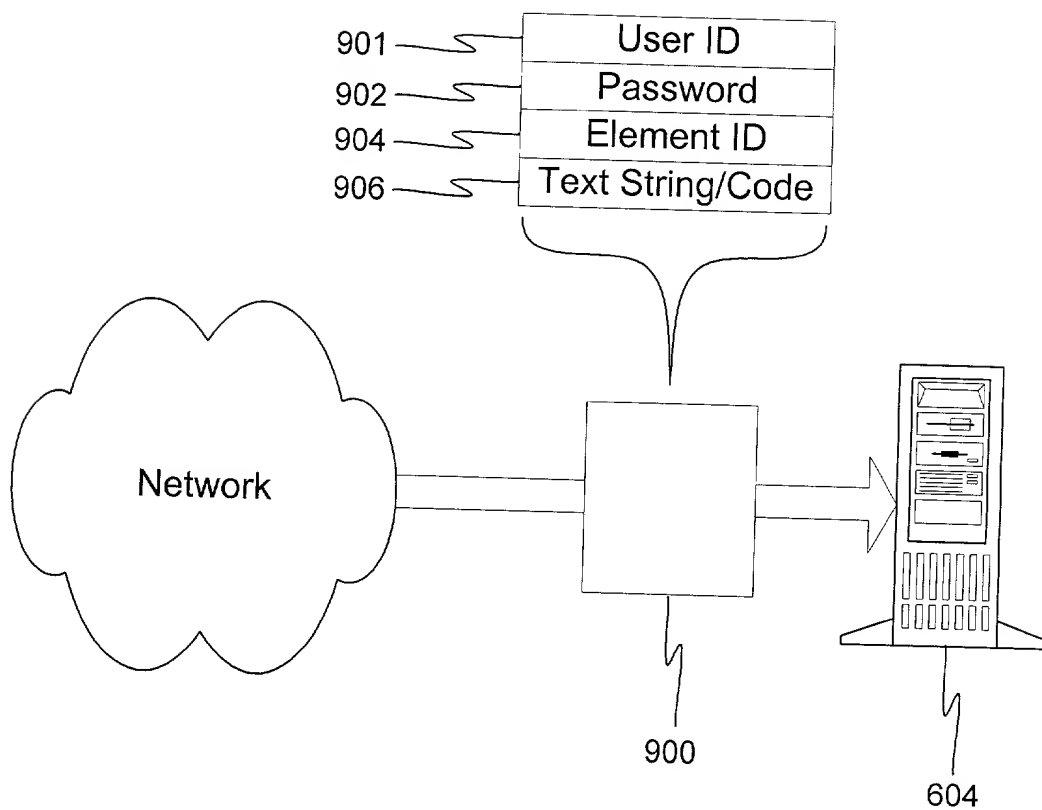 901 User ID
902 Password
904 Element ID
906 Text String/Code
Network
900
604